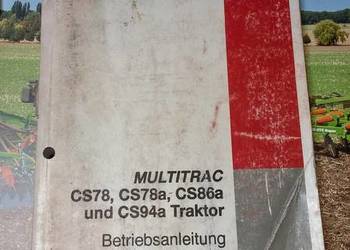 MULTITRAC
CS78, CS78a, CS86a
und CS94a Traktor
Betriebsanleitung